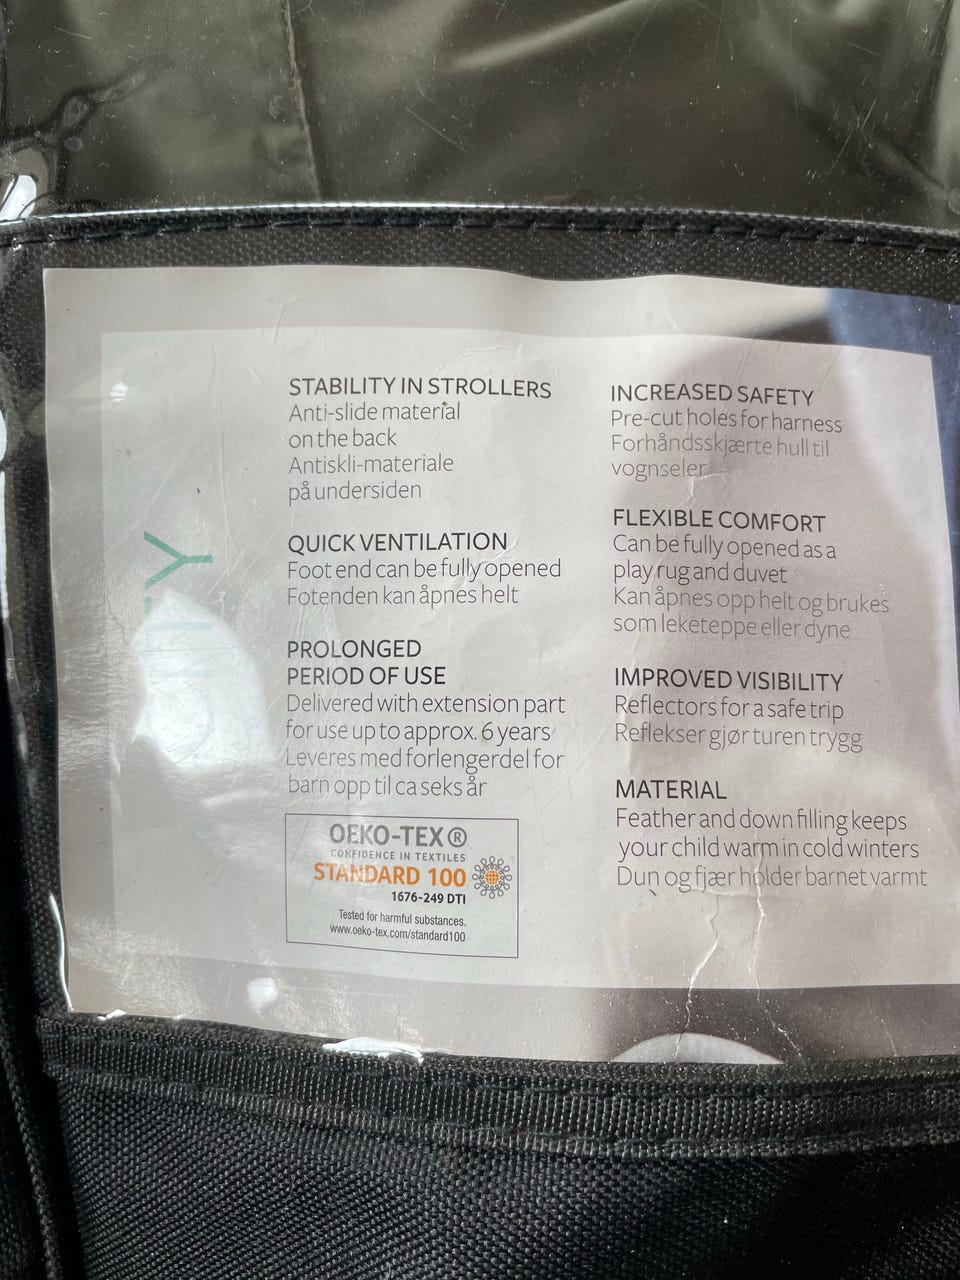 STABILITY IN STROLLERS
Anti-slide material
on the back
Antiskli-materiale
på undersiden
QUICK VENTILATION
Foot end can be fully opened
Fotenden kan åpnes helt
PROLONGED
PERIOD OF USE
Delivered with extension part
for use up to approx. 6 years
Leveres med forlengerdel for
barn opp til ca seks år
OEKO-TEX®
CONFIDENCE IN TEXTILES
STANDARD 100
1676-249 DTI
Tested for harmful substances.
www.oeko-tex.com/standard100
INCREASED SAFETY
Pre-cut holes for harness
Forhåndsskjærte hull til
vognseler
FLEXIBLE COMFORT
Can be fully opened as a
play rug and duvet
Kan åpnes opp helt og brukes
som leketeppe eller dyne
IMPROVED VISIBILITY
Reflectors for a safe trip
Reflekser gjør turen trygg
MATERIAL
Feather and down filling keeps
your child warm in cold winters
Dun og fjær holder barnet varmt